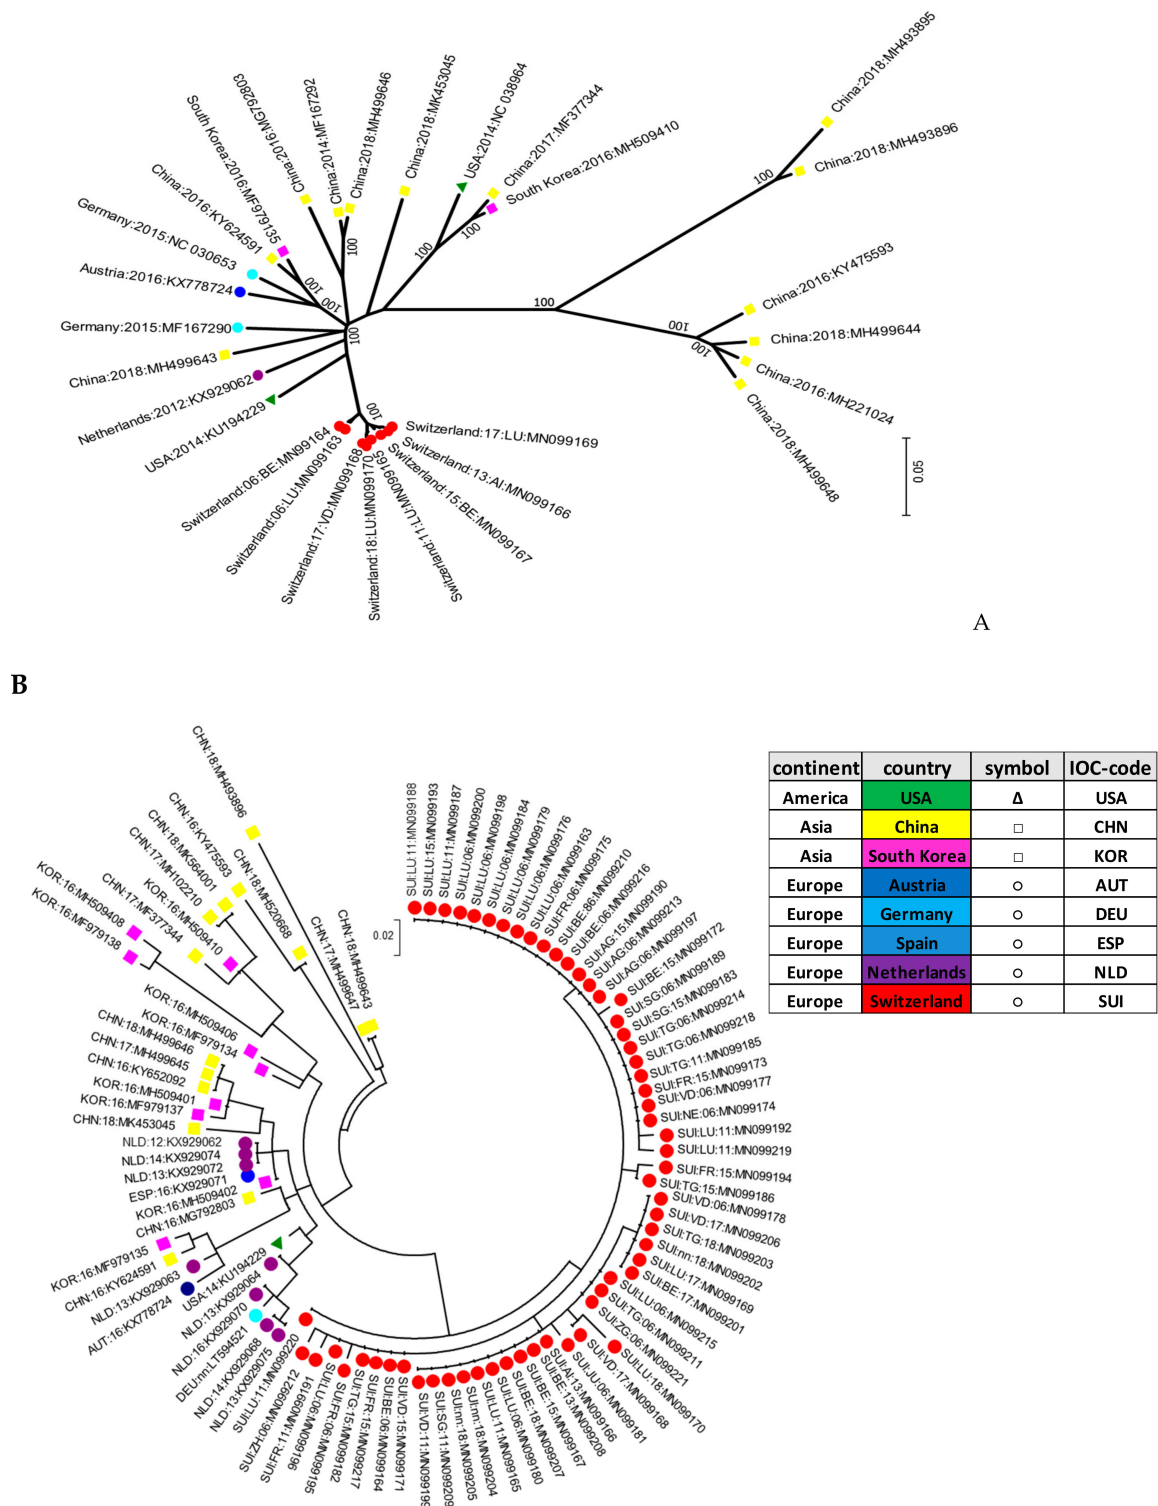 China:2018:MH493895
China:2018:MH493896
China:2018:MK453045
USA:2014:NC 038964
China:2017:MF377344
South Korea:2016:MH509410
China:2018:MH499646
China:2014:MF167292
China:2016:MG792803
South Korea:2016:MF979135
China:2016:KY624591
Germany:2015:NC 030653
Austria:2016:KX778724
Germany:2015:MF167290
China:2018:MH499643
Netherlands:2012:KX929062
USA:2014:KU194229
Switzerland:06:BE:MN99164
Switzerland:06:LU:MN099163
Switzerland:17:VD:MN099168
Switzerland:18:LU:MN099170
Switzerland:11:LU:MN099165
Switzerland:15:BE:MN099167
Switzerland:13:AI:MN099166
Switzerland:17:LU:MN099169
China:2016:KY475593
China:2018:MH499644
China:2016:MH221024
China:2018:MH499648
100
100
100
100
100
100
100
100
100
100
100
0.05
A
B
continent country symbol IOC-code
America USA Δ USA
Asia China □ CHN
Asia South Korea □ KOR
Europe Austria ○ AUT
Europe Germany ○ DEU
Europe Spain ○ ESP
Europe Netherlands ○ NLD
Europe Switzerland ○ SUI
0.02
CHN:18:MH493896
CHN:16:KY475593
CHN:18:MH520668
CHN:18:MK564001
CHN:17:MH102210
KOR:16:MH509410
CHN:17:MF377344
KOR:16:MH509408
KOR:16:MF979138
CHN:18:MH499643
CHN:17:MH499647
KOR:16:MH509406
KOR:16:MF979134
CHN:18:MH499646
CHN:17:MH499645
CHN:16:KY652092
KOR:16:MH509401
KOR:16:MF979137
CHN:18:MK453045
NLD:12:KX929062
NLD:14:KX929074
NLD:13:KX929072
ESP:16:KX929071
KOR:16:MH509402
CHN:16:MG792803
KOR:16:MF979135
CHN:16:KY624591
NLD:13:KX929063
AUT:16:KX778724
USA:14:KU194229
NLD:13:KX929064
NLD:16:KX929070
DEU:nn:LT594521
NLD:14:KX929068
NLD:13:KX929075
SUI:LU:11:MN099220
SUI:ZH:06:MN099212
SUI:FR:11:MN099191
SUI:LU:06:MN099196
SUI:FR:06:MN099195
SUI:TG:15:MN099182
SUI:FR:15:MN099217
SUI:BE:06:MN099164
SUI:VD:15:MN099171
SUI:VD:11:MN099199
SUI:SG:11:MN099209
SUI:nn:18:MN099205
SUI:nn:18:MN099204
SUI:LU:11:MN099165
SUI:LU:06:MN099180
SUI:BE:18:MN099207
SUI:BE:15:MN099167
SUI:BE:13:MN099208
SUI:AI:13:MN099166
SUI:JU:06:MN099181
SUI:VD:17:MN099168
SUI:LU:18:MN099170
SUI:ZG:06:MN099221
SUI:TG:06:MN099211
SUI:LU:06:MN099215
SUI:BE:17:MN099201
SUI:LU:17:MN099169
SUI:nn:18:MN099202
SUI:TG:18:MN099203
SUI:VD:17:MN099206
SUI:VD:06:MN099178
SUI:TG:15:MN099186
SUI:FR:15:MN099194
SUI:LU:11:MN099219
SUI:LU:11:MN099192
SUI:NE:06:MN099174
SUI:VD:06:MN099177
SUI:FR:15:MN099173
SUI:TG:11:MN099185
SUI:TG:06:MN099218
SUI:TG:06:MN099214
SUI:SG:15:MN099183
SUI:SG:06:MN099189
SUI:BE:15:MN099172
SUI:AG:06:MN099197
SUI:AG:06:MN099213
SUI:AG:15:MN099190
SUI:BE:06:MN099216
SUI:BE:86:MN099210
SUI:FR:06:MN099175
SUI:LU:06:MN099163
SUI:LU:06:MN099176
SUI:LU:06:MN099179
SUI:LU:06:MN099184
SUI:LU:06:MN099198
SUI:LU:06:MN099200
SUI:LU:11:MN099187
SUI:LU:15:MN099193
SUI:LU:11:MN099188